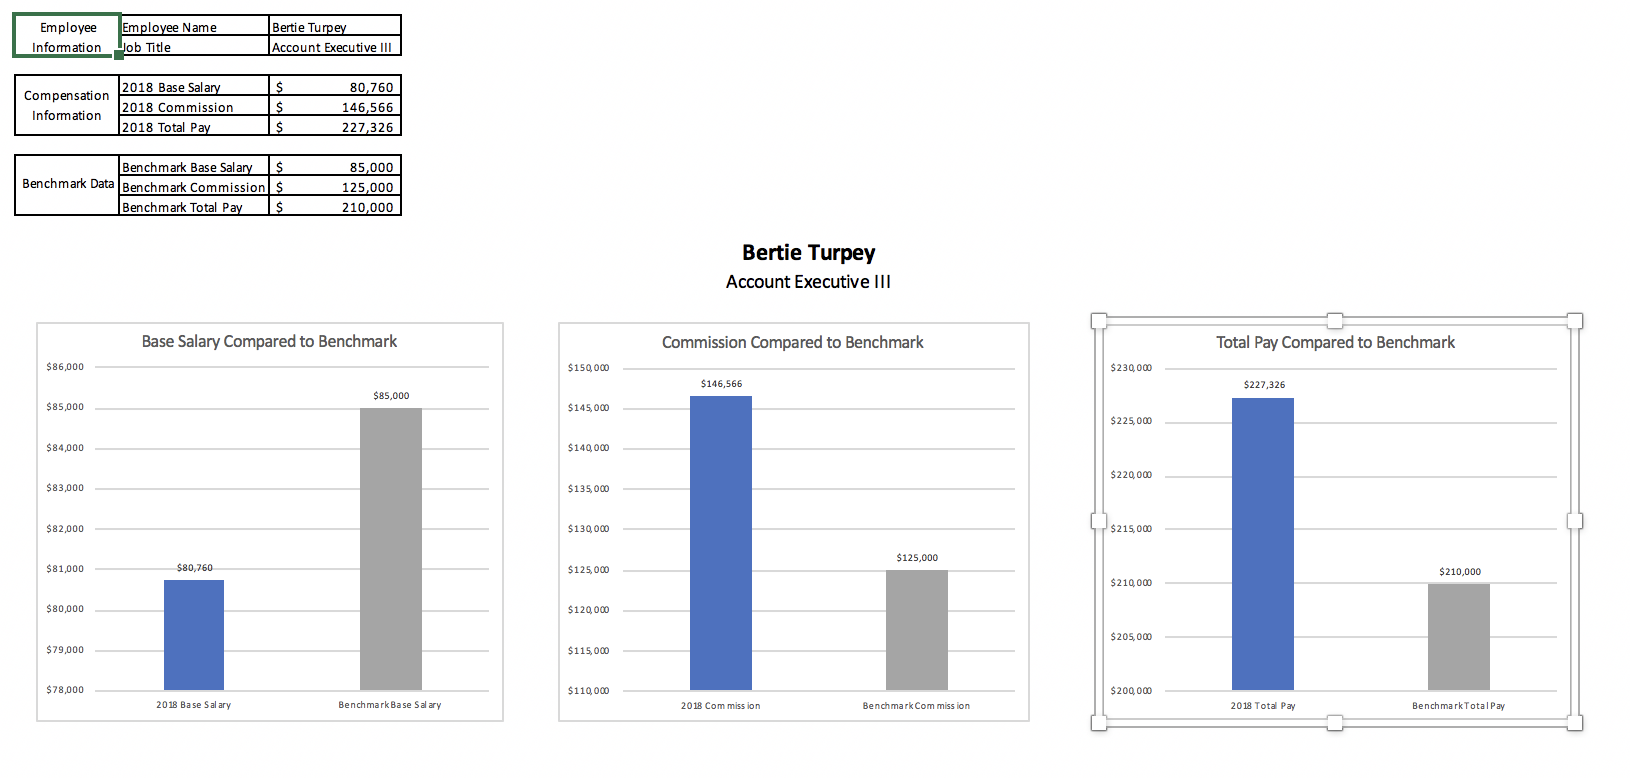 Employee Information
Employee Name Bertie Turpey
Job Title Account Executive III
Compensation Information
2018 Base Salary $ 80,760
2018 Commission $ 146,566
2018 Total Pay $ 227,326
Benchmark Data
Benchmark Base Salary $ 85,000
Benchmark Commission $ 125,000
Benchmark Total Pay $ 210,000
Bertie Turpey
Account Executive III
Base Salary Compared to Benchmark
$86,000
$85,000
$84,000
$83,000
$82,000
$81,000
$80,000
$79,000
$78,000
$80,760
$85,000
2018 Base Salary
Benchmark Base Salary
Commission Compared to Benchmark
$150,000
$145,000
$140,000
$135,000
$130,000
$125,000
$120,000
$115,000
$110,000
$146,566
$125,000
2018 Commission
Benchmark Commission
Total Pay Compared to Benchmark
$230,000
$225,000
$220,000
$215,000
$210,000
$205,000
$200,000
$227,326
$210,000
2018 Total Pay
Benchmark Total Pay